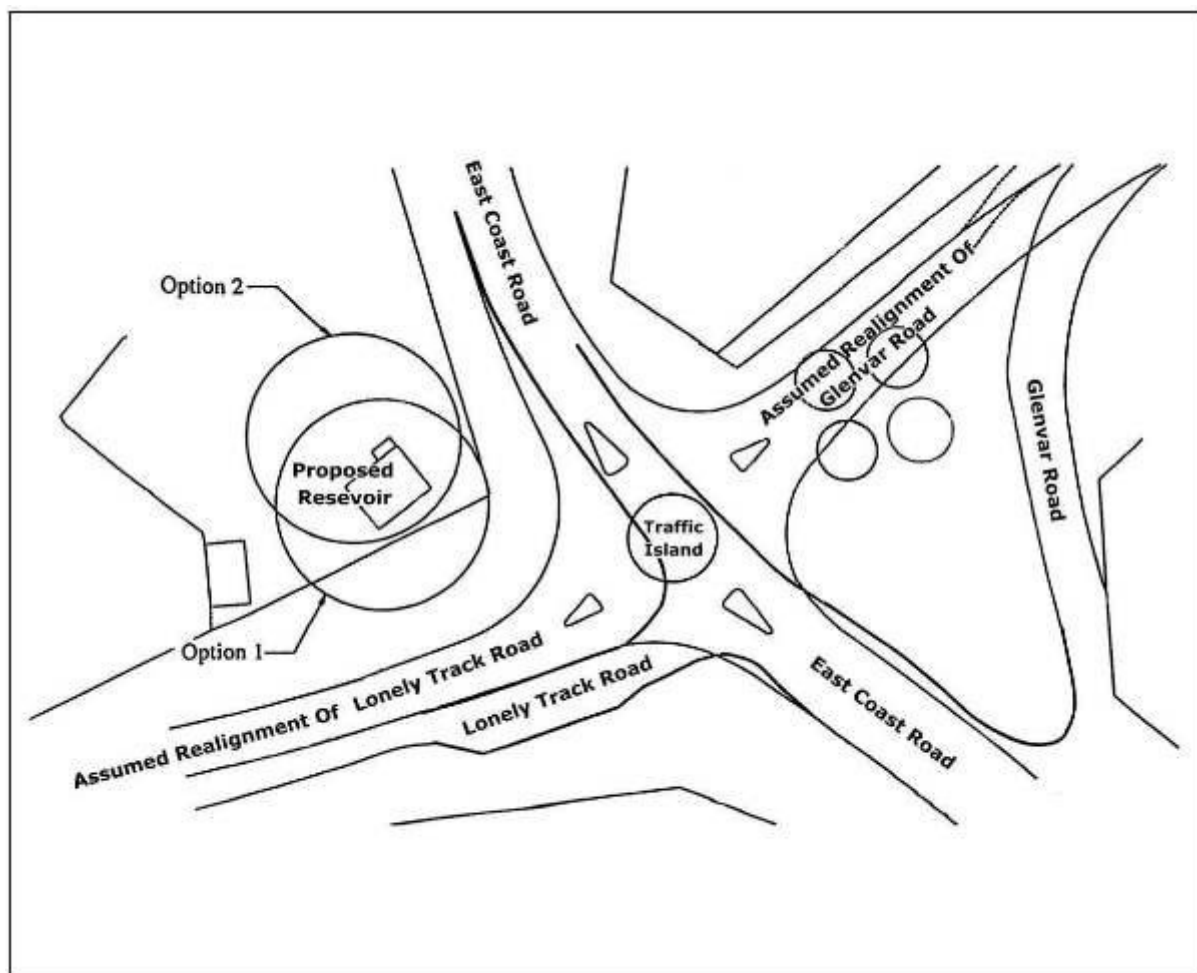 East Coast Road
Option 2
Assumed Realignment Of
Glenvar Road
Glenvar Road
Proposed
Resevoir
Traffic
Island
Option 1
Assumed Realignment Of Lonely Track Road
Lonely Track Road
East Coast Road